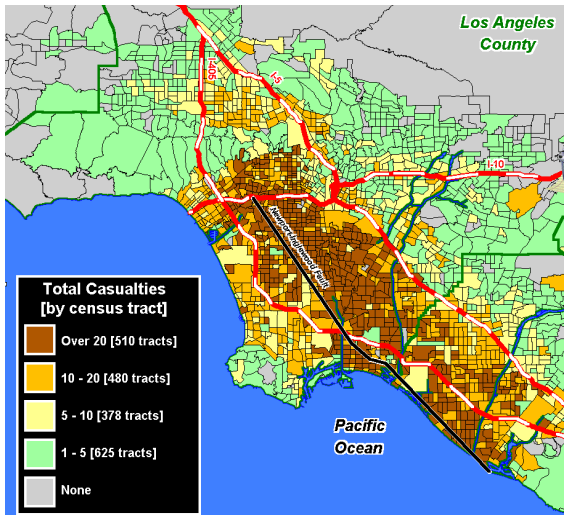 Los Angeles
County
I-405
I-5
I-10
Newport-Inglewood Fault
Total Casualties
[by census tract]
Over 20 [510 tracts]
10 - 20 [480 tracts]
5 - 10 [378 tracts]
1 - 5 [625 tracts]
None
Pacific
Ocean